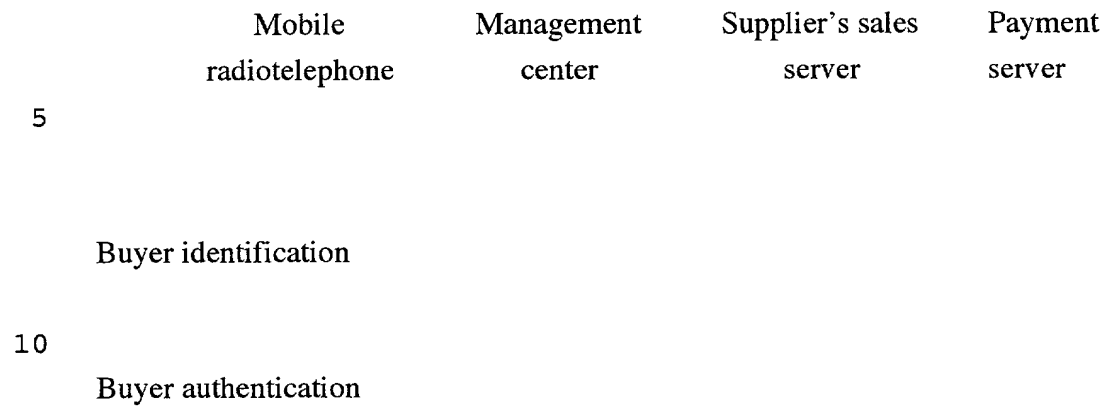 Mobile Management Supplier's sales Payment
radiotelephone center server server
5
Buyer identification
10
Buyer authentication